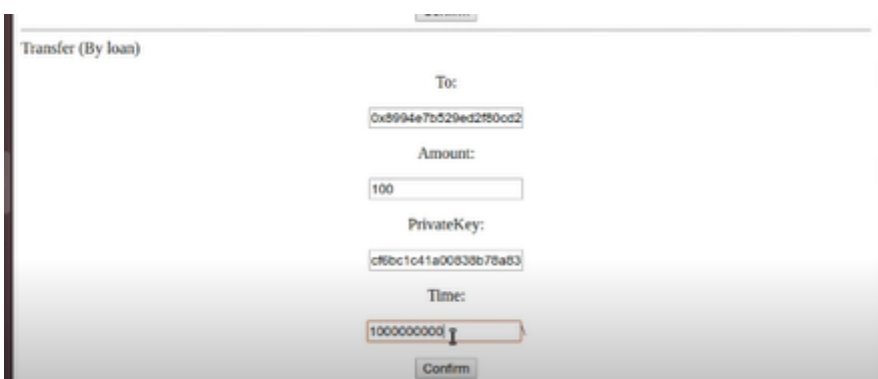 Transfer (By loan)
To:
0x8994e7b529ed2f80cd2
Amount:
100
PrivateKey:
cf6bc1c41a00838b78a83
Time:
1000000000
Confirm